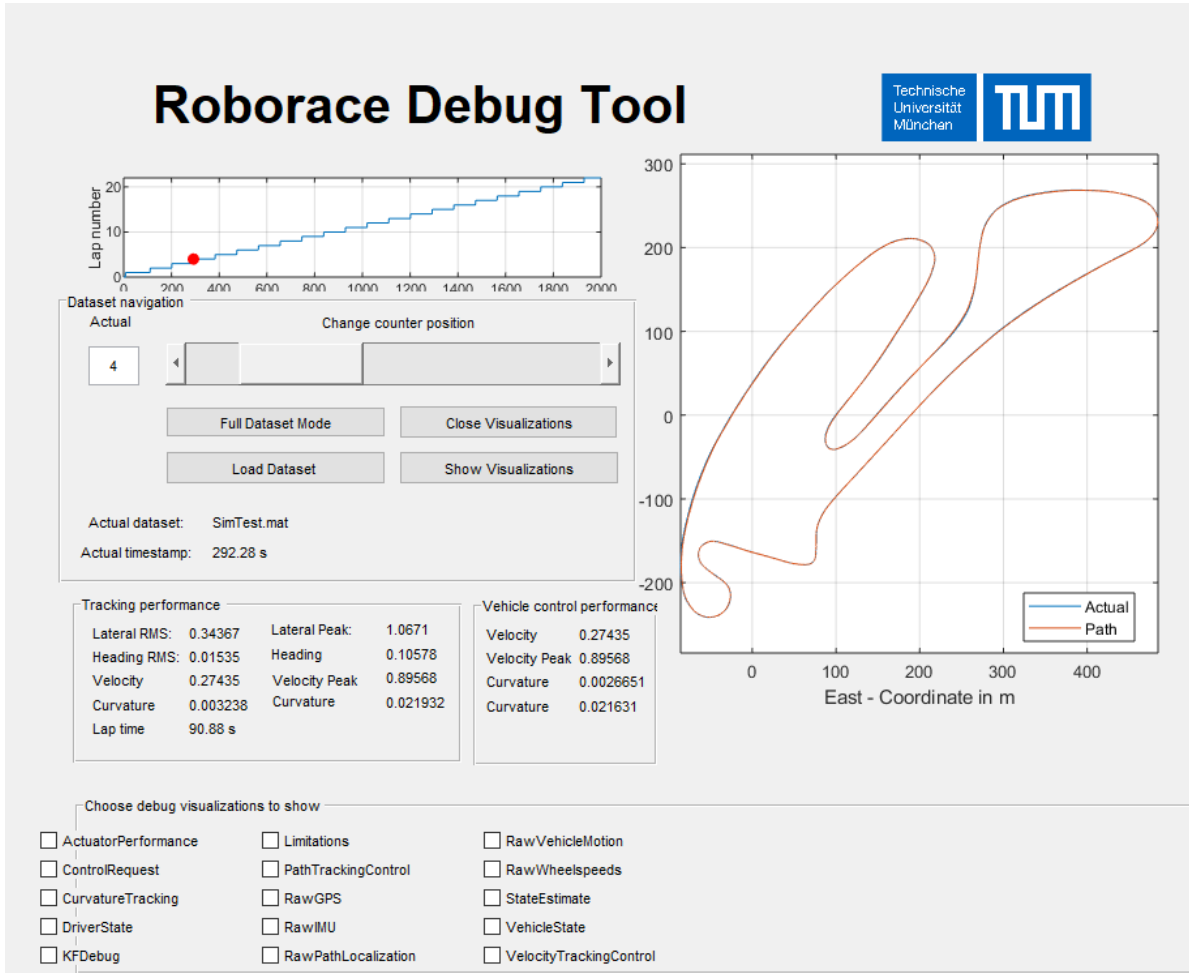 Roborace Debug Tool
Technische
Universität
München
TUM
Lap number
20
10
0
0 200 400 600 800 1000 1200 1400 1600 1800 2000
Dataset navigation
Actual
Change counter position
4
Full Dataset Mode
Close Visualizations
Load Dataset
Show Visualizations
Actual dataset: SimTest.mat
Actual timestamp: 292.28 s
300
200
100
0
-100
-200
0 100 200 300 400
East - Coordinate in m
Actual
Path
Tracking performance
Lateral RMS: 0.34367 Lateral Peak: 1.0671
Heading RMS: 0.01535 Heading 0.10578
Velocity 0.27435 Velocity Peak 0.89568
Curvature 0.003238 Curvature 0.021932
Lap time 90.88 s
Vehicle control performance
Velocity 0.27435
Velocity Peak 0.89568
Curvature 0.0026651
Curvature 0.021631
Choose debug visualizations to show
ActuatorPerformance Limitations RawVehicleMotion
ControlRequest PathTrackingControl RawWheelspeeds
CurvatureTracking RawGPS StateEstimate
DriverState RawIMU VehicleState
KFDebug RawPathLocalization VelocityTrackingControl